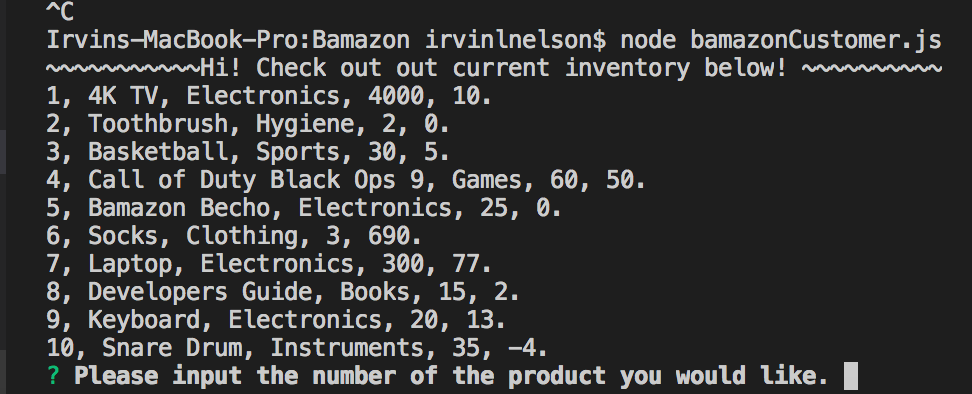 ^C
Irvins-MacBook-Pro:Bamazon irvinlnelson$ node bamazonCustomer.js
~~~~~~~~~~~Hi! Check out out current inventory below! ~~~~~~~~~~
1, 4K TV, Electronics, 4000, 10.
2, Toothbrush, Hygiene, 2, 0.
3, Basketball, Sports, 30, 5.
4, Call of Duty Black Ops 9, Games, 60, 50.
5, Bamazon Becho, Electronics, 25, 0.
6, Socks, Clothing, 3, 690.
7, Laptop, Electronics, 300, 77.
8, Developers Guide, Books, 15, 2.
9, Keyboard, Electronics, 20, 13.
10, Snare Drum, Instruments, 35, -4.
? Please input the number of the product you would like.